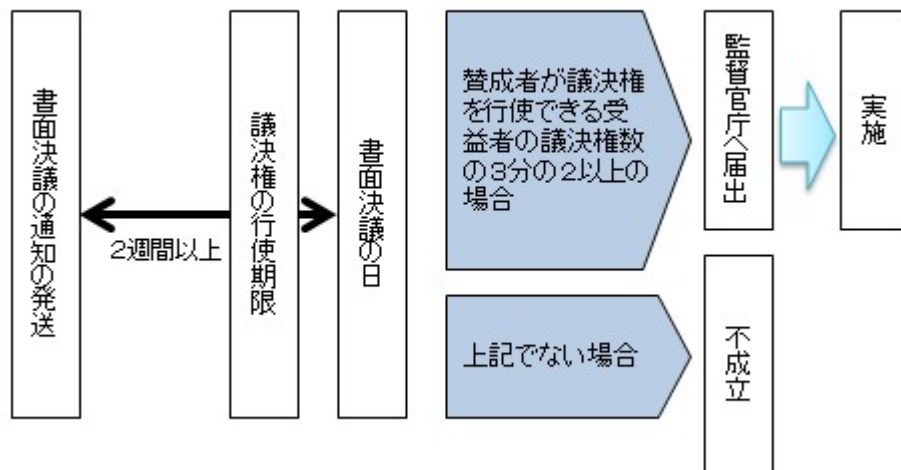 書面決議の通知の発送
2週間以上
議決権の行使期限
書面決議の日
賛成者が議決権
を行使できる受
益者の議決権数
の3分の2以上の
場合
監督官庁へ届出
実施
上記でない場合
不成立